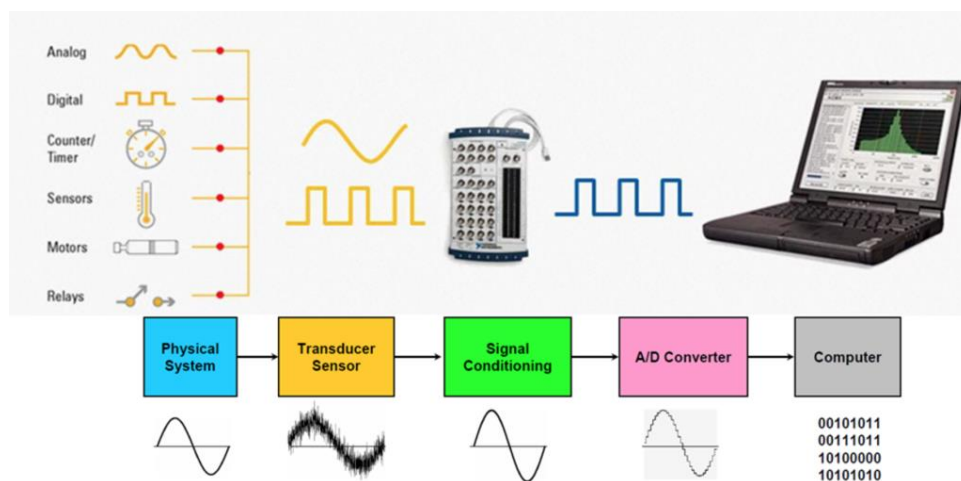 Analog
Digital
Counter/
Timer
Sensors
Motors
Relays
Physical
System
Transducer
Sensor
Signal
Conditioning
A/D Converter
Computer
00101011
00111011
10100000
10101010